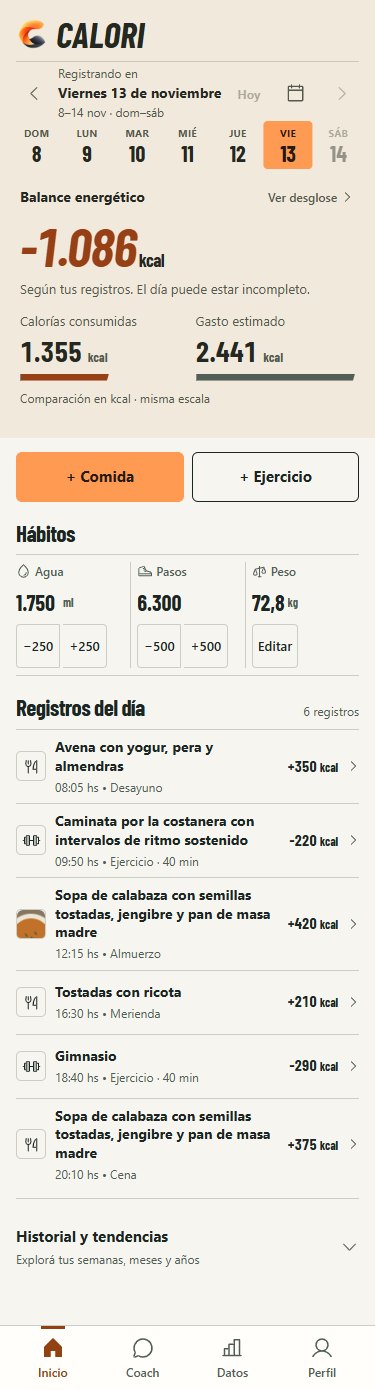 CALORI
Registrando en
Viernes 13 de noviembre
Hoy
8–14 nov · dom–sáb
DOM LUN MAR MIÉ JUE VIE SÁB
8 9 10 11 12 13 14
Balance energético
Ver desglose
-1.086 kcal
Según tus registros. El día puede estar incompleto.
Calorías consumidas Gasto estimado
1.355 kcal 2.441 kcal
Comparación en kcal · misma escala
+ Comida + Ejercicio
Hábitos
Agua Pasos Peso
1.750 ml 6.300 72,8 kg
−250 +250 −500 +500 Editar
Registros del día 6 registros
Avena con yogur, pera y
almendras
+350 kcal
08:05 hs • Desayuno
Caminata por la costanera con
intervalos de ritmo sostenido
-220 kcal
09:50 hs • Ejercicio · 40 min
Sopa de calabaza con semillas
tostadas, jengibre y pan de masa
madre
+420 kcal
12:15 hs • Almuerzo
Tostadas con ricota
+210 kcal
16:30 hs • Merienda
Gimnasio
-290 kcal
18:40 hs • Ejercicio · 40 min
Sopa de calabaza con semillas
tostadas, jengibre y pan de masa
madre
+375 kcal
20:10 hs • Cena
Historial y tendencias
Explorá tus semanas, meses y años
Inicio Coach Datos Perfil